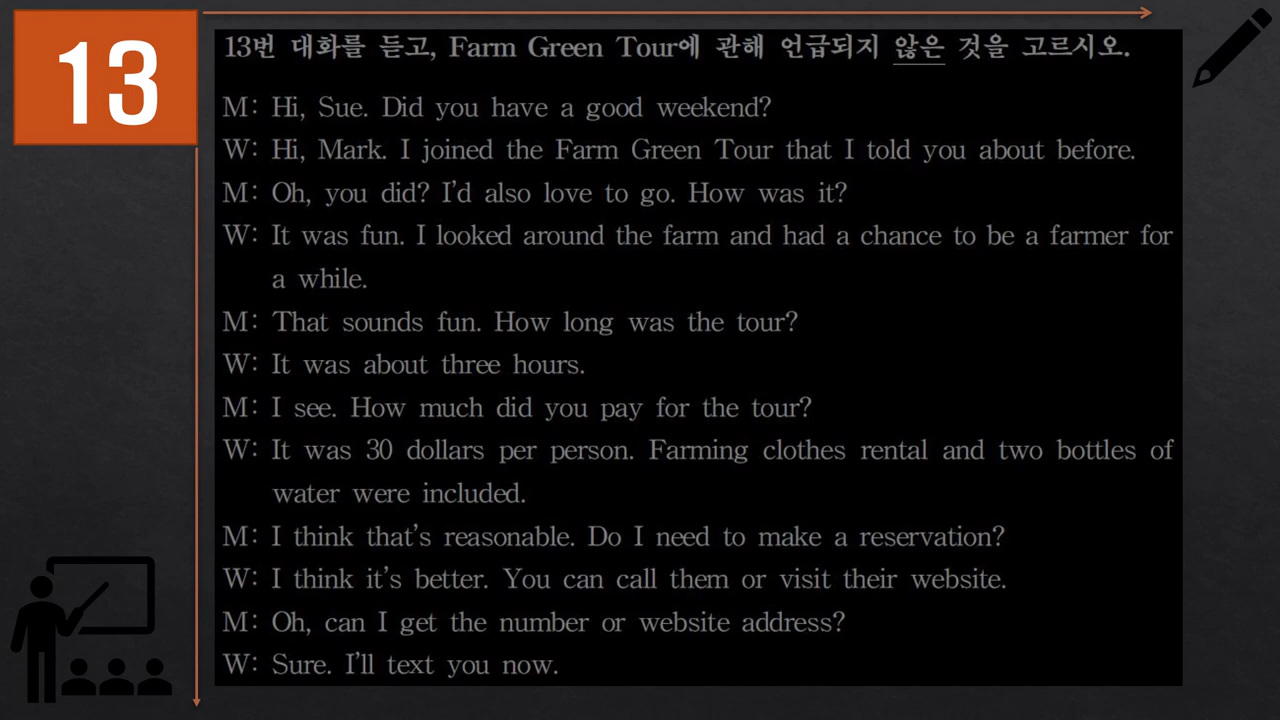 13
13번 대화를 듣고, Farm Green Tour에 관해 언급되지 않은 것을 고르시오.
M: Hi, Sue. Did you have a good weekend?
W: Hi, Mark. I joined the Farm Green Tour that I told you about before.
M: Oh, you did? I'd also love to go. How was it?
W: It was fun. I looked around the farm and had a chance to be a farmer for
a while.
M: That sounds fun. How long was the tour?
W: It was about three hours.
M: I see. How much did you pay for the tour?
W: It was 30 dollars per person. Farming clothes rental and two bottles of
water were included.
M: I think that's reasonable. Do I need to make a reservation?
W: I think it's better. You can call them or visit their website.
M: Oh, can I get the number or website address?
W: Sure. I'll text you now.